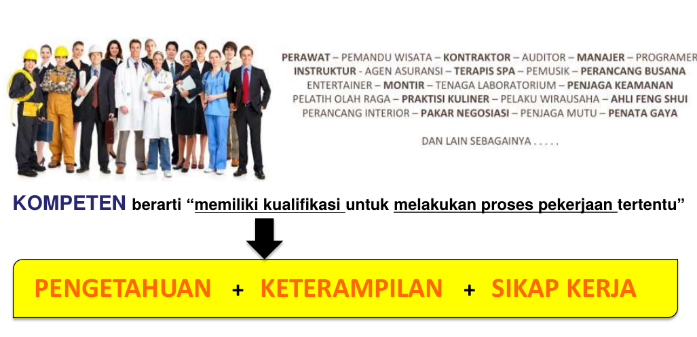 PERAWAT – PEMANDU WISATA – KONTRAKTOR – AUDITOR – MANAJER – PROGRAMER
INSTRUKTUR - AGEN ASURANSI – TERAPIS SPA – PEMUSIK – PERANCANG BUSANA
ENTERTAINER – MONTIR – TENAGA LABORATORIUM – PENJAGA KEAMANAN
PELATIH OLAH RAGA – PRAKTISI KULINER – PELAKU WIRAUSAHA – AHLI FENG SHUI
PERANCANG INTERIOR – PAKAR NEGOSIASI – PENJAGA MUTU – PENATA GAYA
DAN LAIN SEBAGAINYA . . . . .
KOMPETEN berarti “memiliki kualifikasi untuk melakukan proses pekerjaan tertentu”
PENGETAHUAN + KETERAMPILAN + SIKAP KERJA